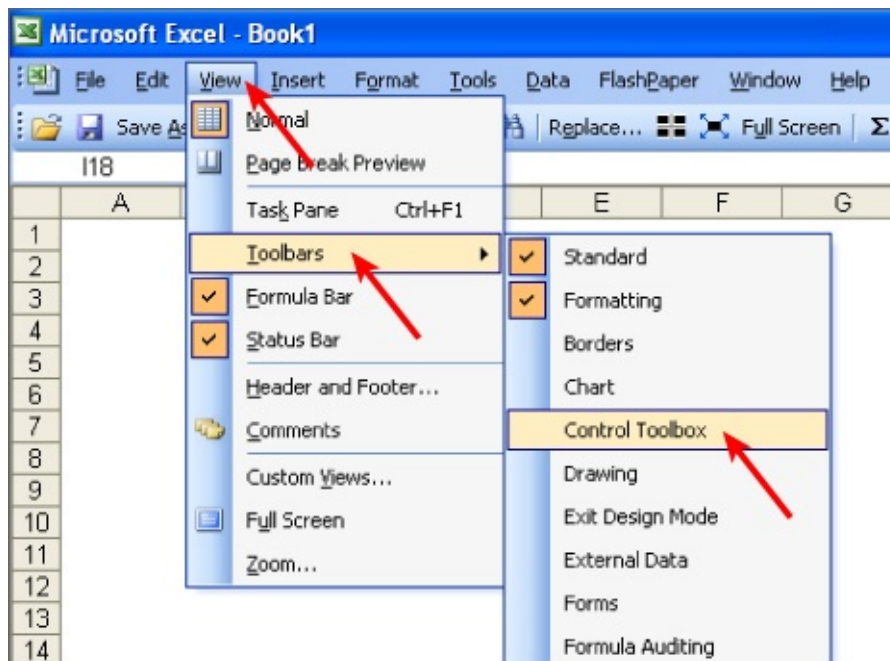 Microsoft Excel - Book1
File Edit View Insert Format Tools Data FlashPaper Window Help
Save As Replace... Full Screen Σ
I18
A E F G
Normal
Page Break Preview
Task Pane Ctrl+F1
Toolbars
Formula Bar
Status Bar
Header and Footer...
Comments
Custom Views...
Full Screen
Zoom...
Standard
Formatting
Borders
Chart
Control Toolbox
Drawing
Exit Design Mode
External Data
Forms
Formula Auditing
1
2
3
4
5
6
7
8
9
10
11
12
13
14